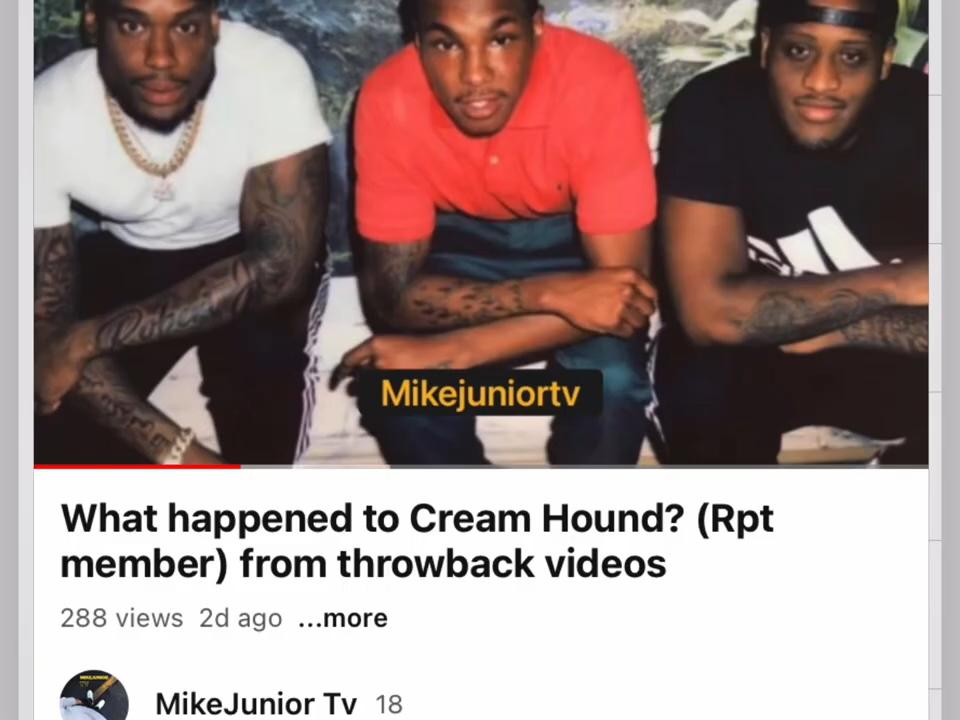 Mikejuniortv
What happened to Cream Hound? (Rpt
member) from throwback videos
288 views 2d ago ...more
MikeJunior Tv 18